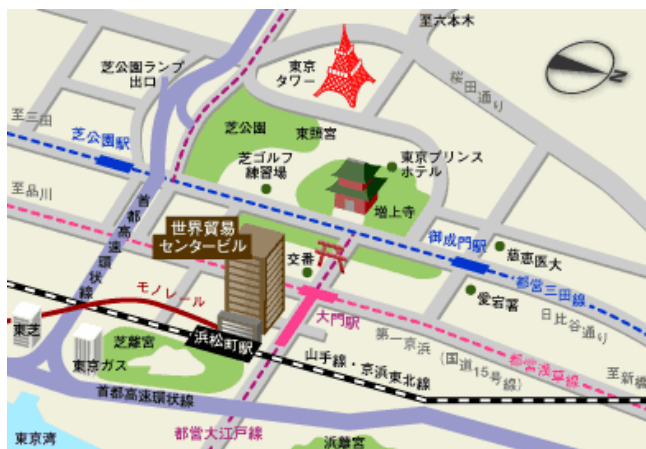 至六本木
芝公園ランプ
出口
東京
タワー
桜田通り
N
至三田
芝公園駅
芝公園
東照宮
芝ゴルフ
練習場
東京プリンス
ホテル
至品川
首都高速環状線
世界貿易
センタービル
増上寺
御成門駅
慈恵医大
交番
都営三田線
愛宕署
日比谷通り
モノレール
大門駅
東芝
芝離宮
浜松町駅
第一京浜
(国道15号線)
都営浅草線
至新橋
東京ガス
山手線・京浜東北線
首都高速環状線
都営大江戸線
東京湾
浜離宮